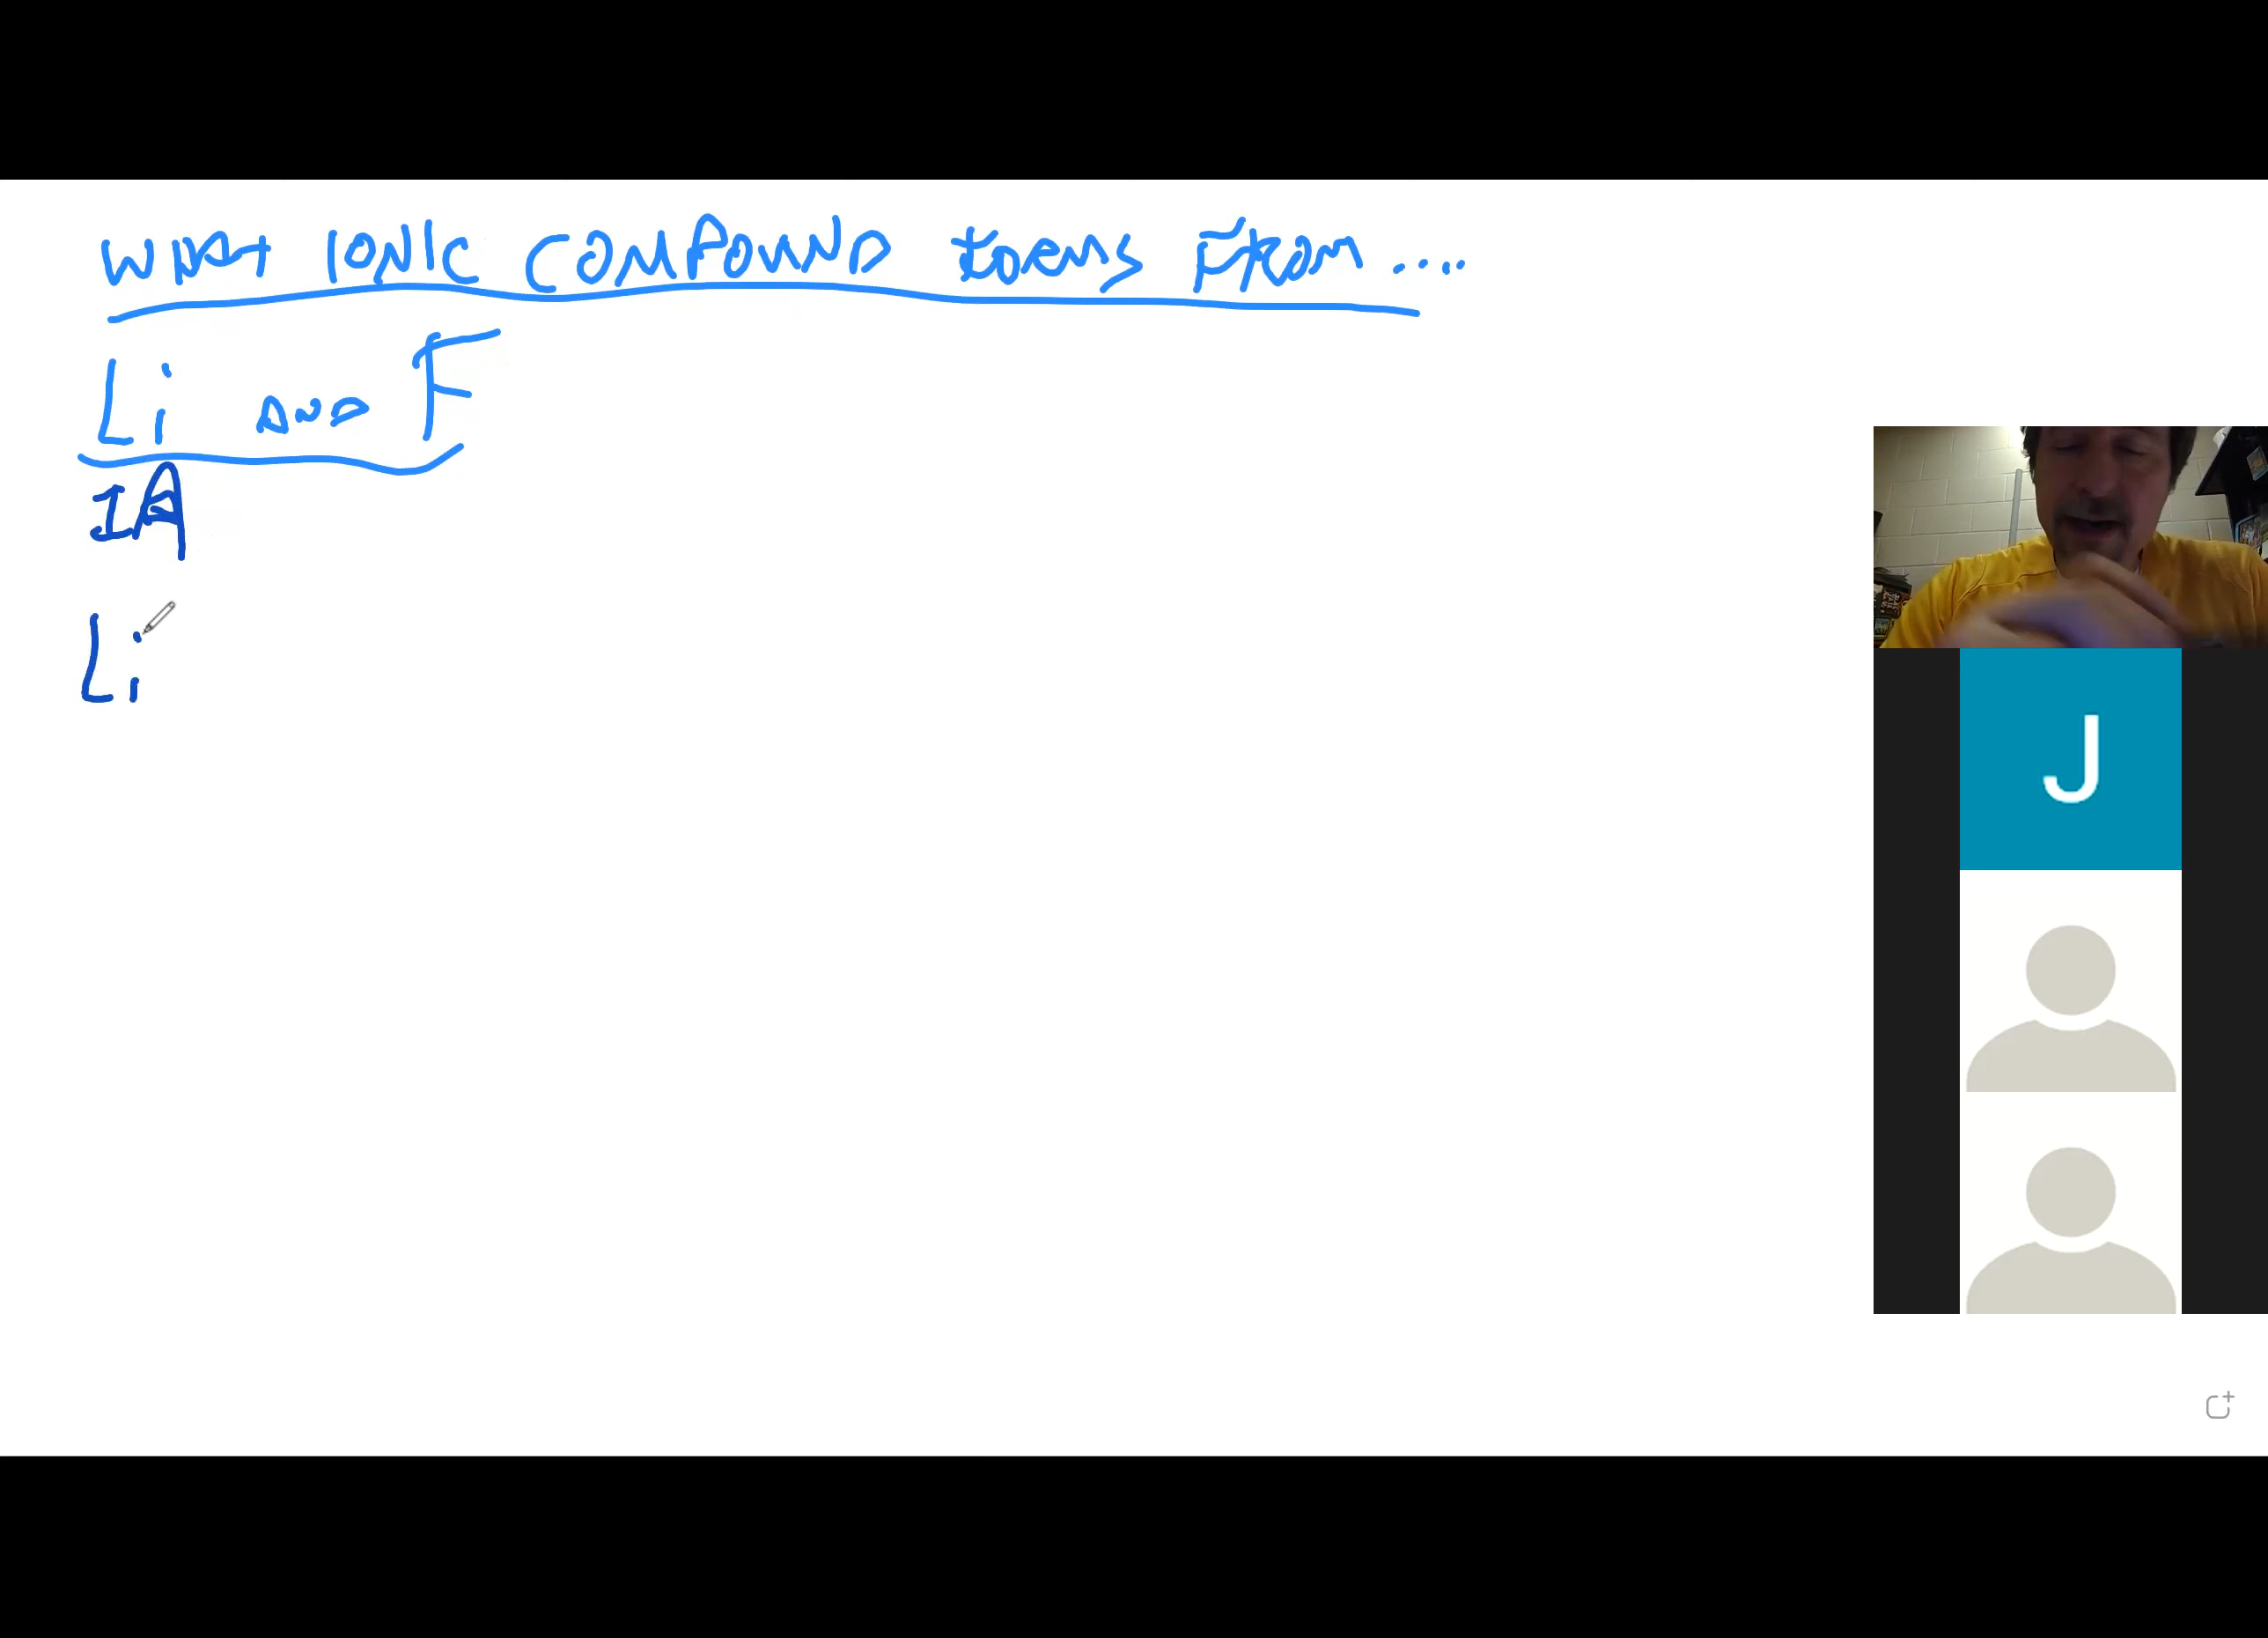 WHAT IONIC COMPOUND FORMS FROM....
Li AND F
IA
Li
J